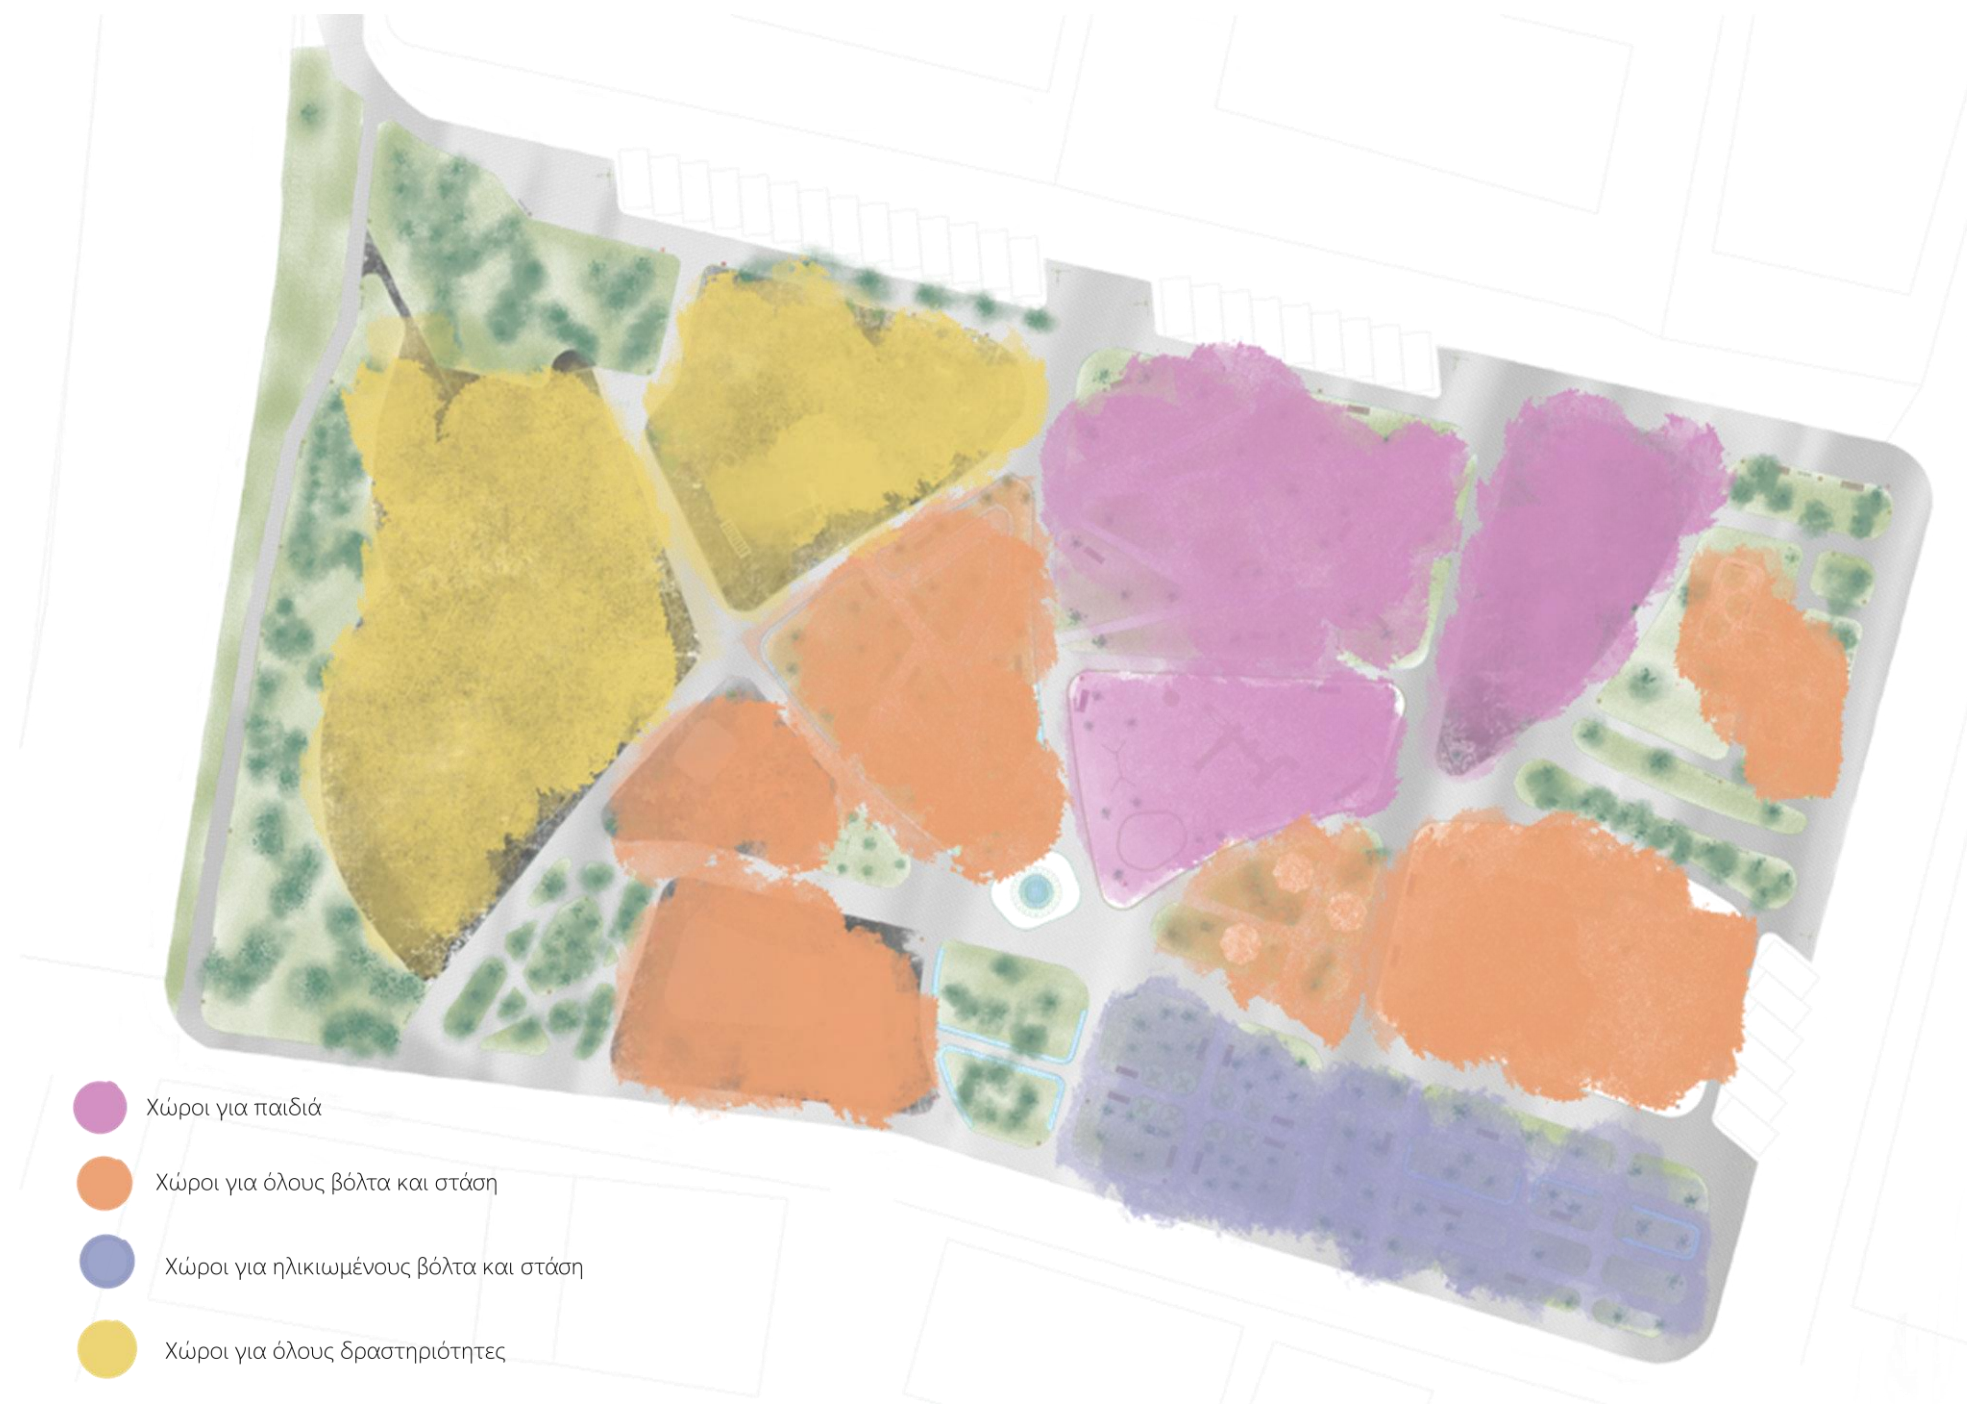 Χώροι για παιδιά
Χώροι για όλους βόλτα και στάση
Χώροι για ηλικιωμένους βόλτα και στάση
Χώροι για όλους δραστηριότητες